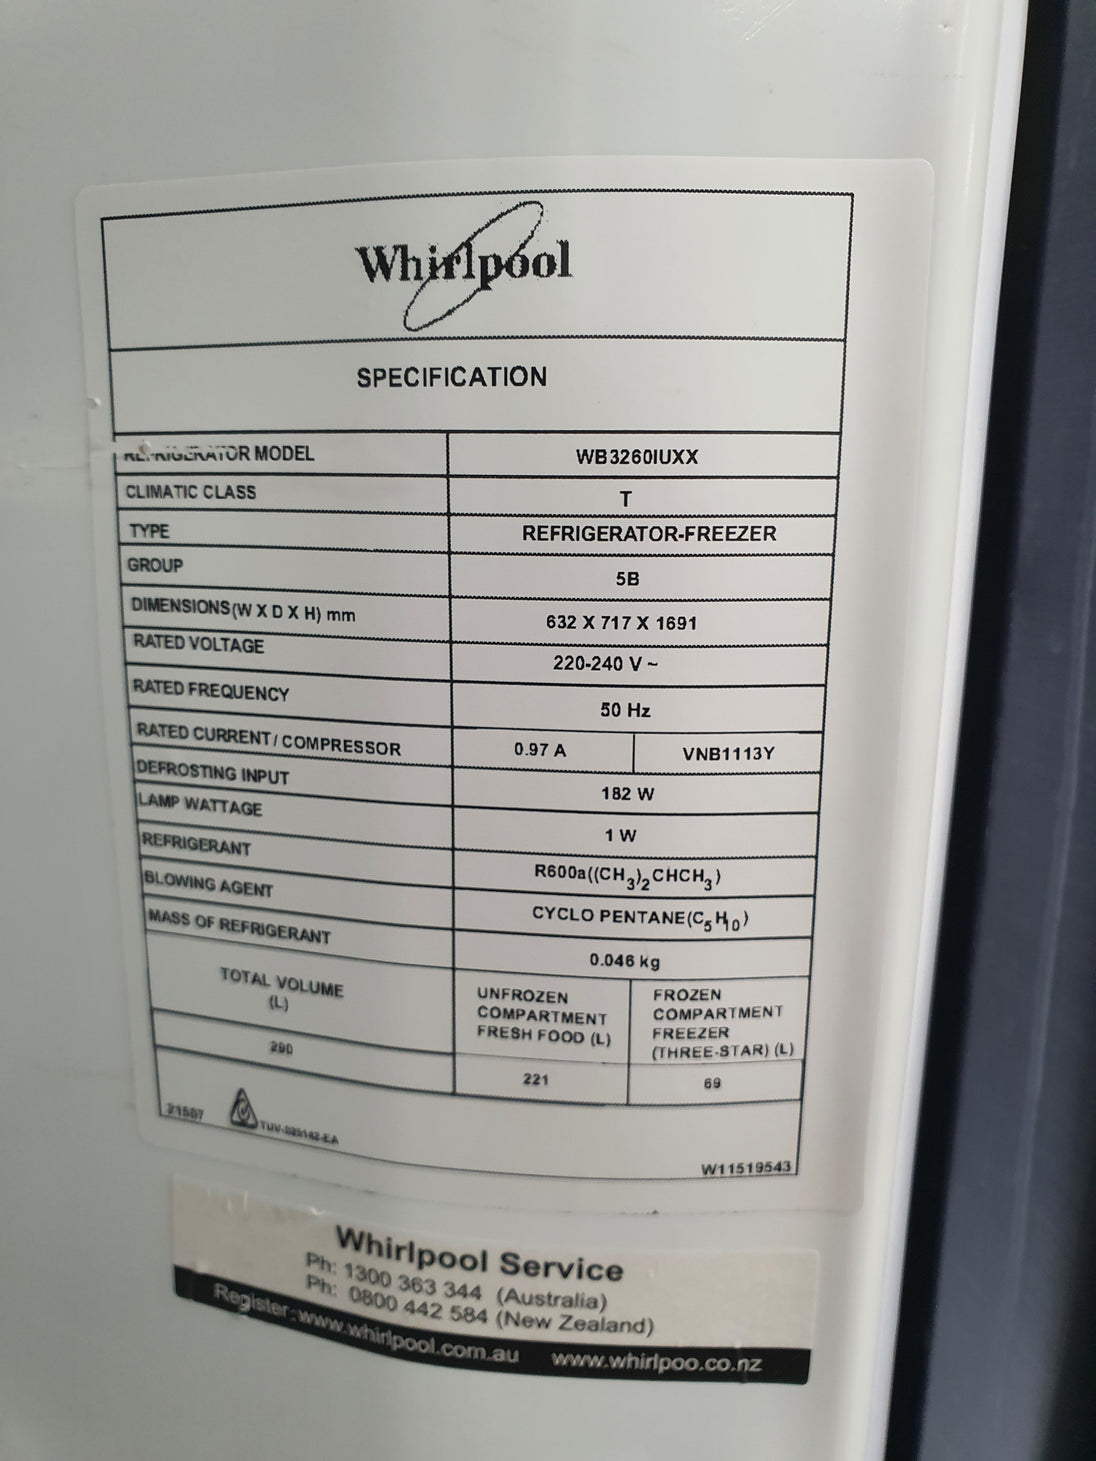 Whirlpool
SPECIFICATION
REFRIGERATOR MODEL WB3260IUXX
CLIMATIC CLASS T
TYPE REFRIGERATOR-FREEZER
GROUP 5B
DIMENSIONS(W X D X H) mm 632 X 717 X 1691
RATED VOLTAGE 220-240 V ~
RATED FREQUENCY 50 Hz
RATED CURRENT / COMPRESSOR 0.97 A VNB1113Y
DEFROSTING INPUT 182 W
LAMP WATTAGE 1 W
REFRIGERANT R600a((CH₃)₂CHCH₃)
BLOWING AGENT CYCLO PENTANE(C₅H₁₀)
MASS OF REFRIGERANT 0.046 kg
TOTAL VOLUME
(L)
UNFROZEN
COMPARTMENT
FRESH FOOD (L)
FROZEN
COMPARTMENT
FREEZER
(THREE-STAR) (L)
290 221 69
21507
TUV-025142-EA
W11519543
Whirlpool Service
Ph: 1300 363 344 (Australia)
Ph: 0800 442 584 (New Zealand)
Register: www.whirlpool.com.au www.whirlpoo.co.nz